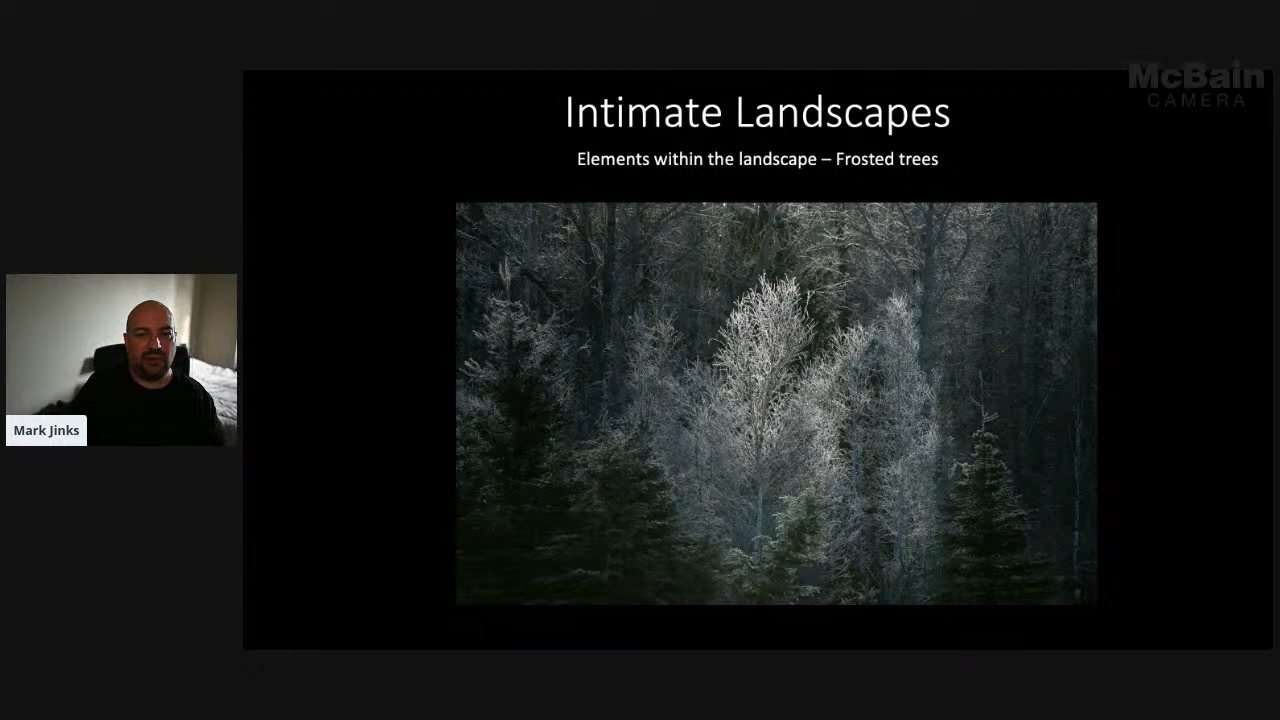 McBain
CAMERA
Intimate Landscapes
Elements within the landscape – Frosted trees
Mark Jinks